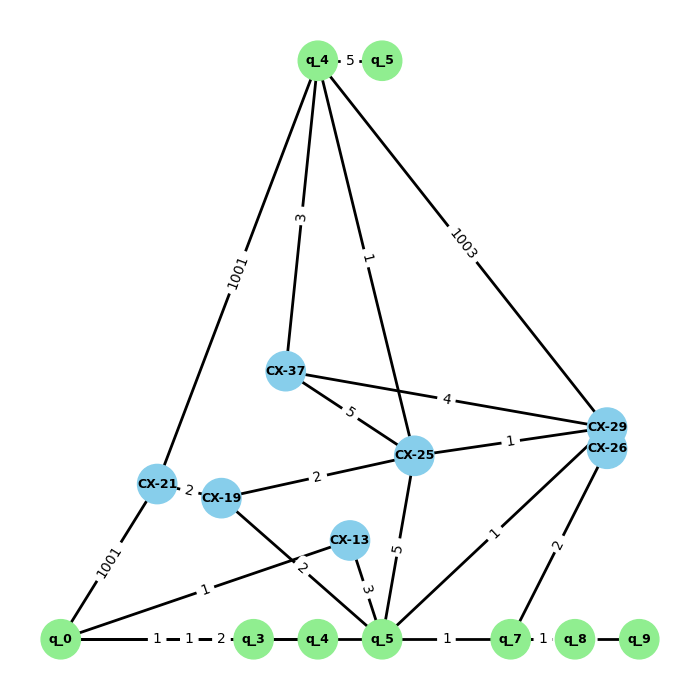 q_4 5 q_5
1001 3 1 1003
CX-37 4
5
CX-29
1
CX-25 CX-26
2
CX-21 2 CX-19
CX-13
5 1 2
1001 1 2 3
q_0 1 1 2 q_3 q_4 q_5 1 q_7 1 q_8 q_9